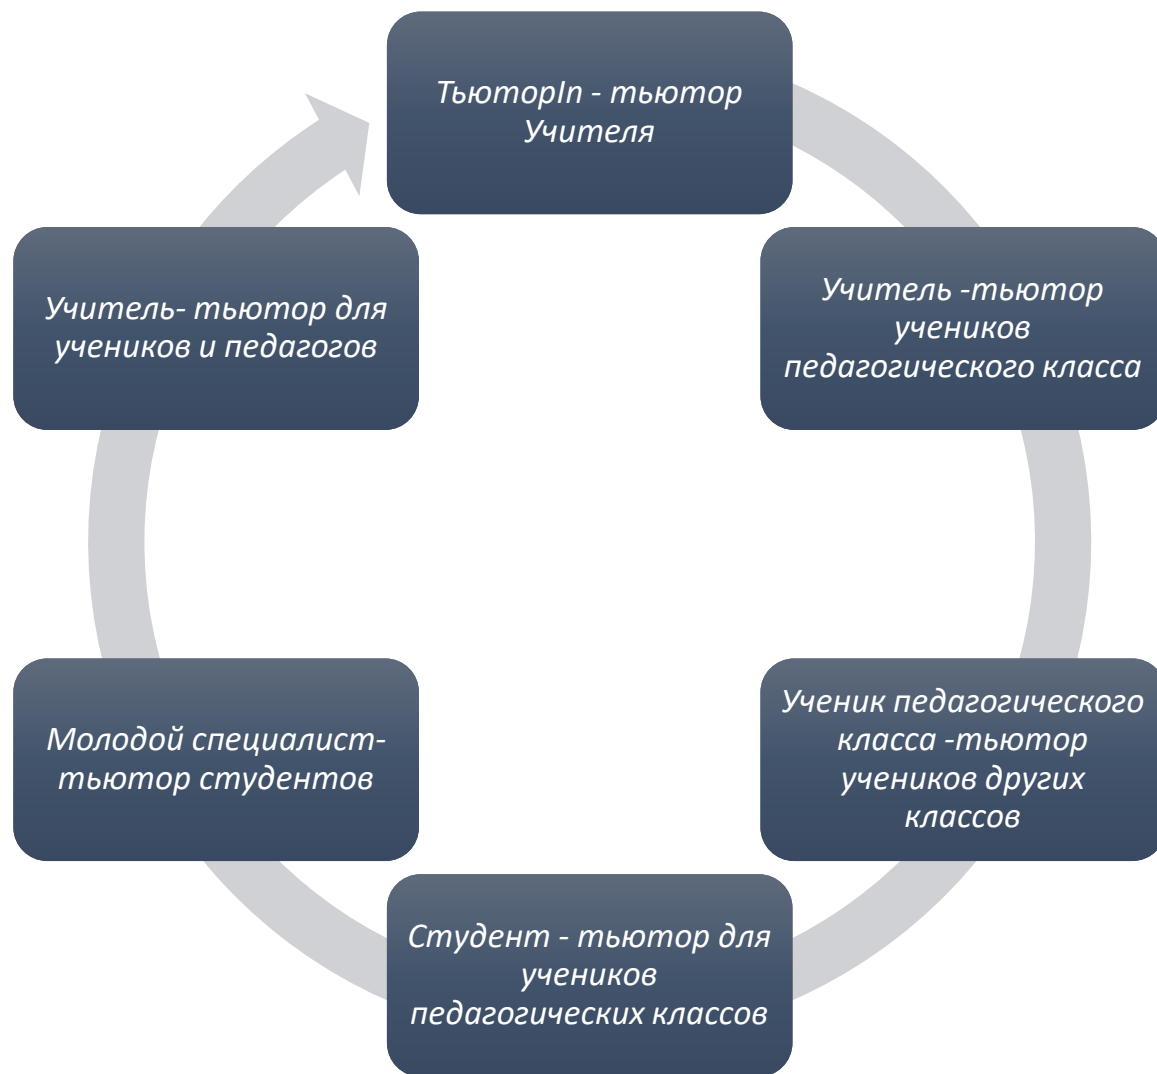 ТьюторIn - тьютор
Учителя
Учитель -тьютор
учеников
педагогического класса
Ученик педагогического
класса -тьютор
учеников других
классов
Студент - тьютор для
учеников
педагогических классов
Молодой специалист-
тьютор студентов
Учитель- тьютор для
учеников и педагогов